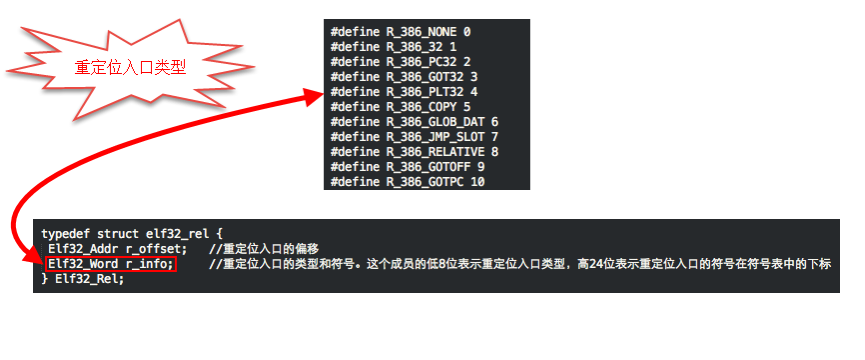 重定位入口类型
#define R_386_NONE 0
#define R_386_32 1
#define R_386_PC32 2
#define R_386_GOT32 3
#define R_386_PLT32 4
#define R_386_COPY 5
#define R_386_GLOB_DAT 6
#define R_386_JMP_SLOT 7
#define R_386_RELATIVE 8
#define R_386_GOTOFF 9
#define R_386_GOTPC 10
typedef struct elf32_rel {
Elf32_Addr r_offset; //重定位入口的偏移
Elf32_Word r_info; //重定位入口的类型和符号。这个成员的低8位表示重定位入口类型，高24位表示重定位入口的符号在符号表中的下标
} Elf32_Rel;